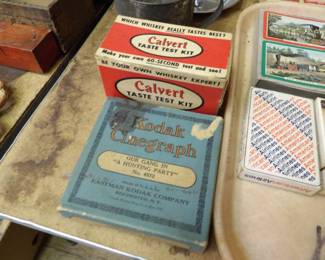 WHICH WHISKEY REALLY TASTES BEST?
Calvert
TASTE TEST KIT
Make your own 60-SECOND test and see!
BE YOUR OWN WHISKEY EXPERT!
Calvert
TASTE TEST KIT
Kodak
Cinegraph
OUR GANG IN
"A HUNTING PARTY"
EASTMAN KODAK COMPANY
ROCHESTER, N.Y.